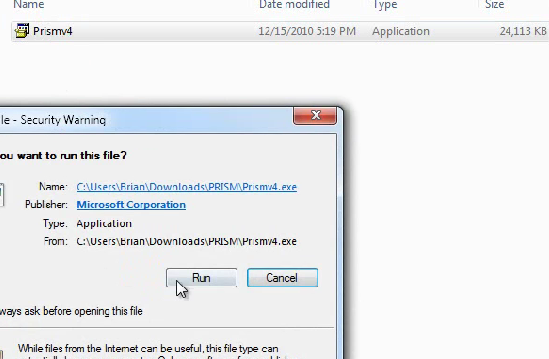 Name Date modified Type Size
Prismv4 12/15/2010 5:19 PM Application 24,113 KB
le - Security Warning
ou want to run this file?
Name: C:\Users\Brian\Downloads\PRISM\Prismv4.exe
Publisher: Microsoft Corporation
Type: Application
From: C:\Users\Brian\Downloads\PRISM\Prismv4.exe
Run Cancel
ways ask before opening this file
While files from the Internet can be useful, this file type can